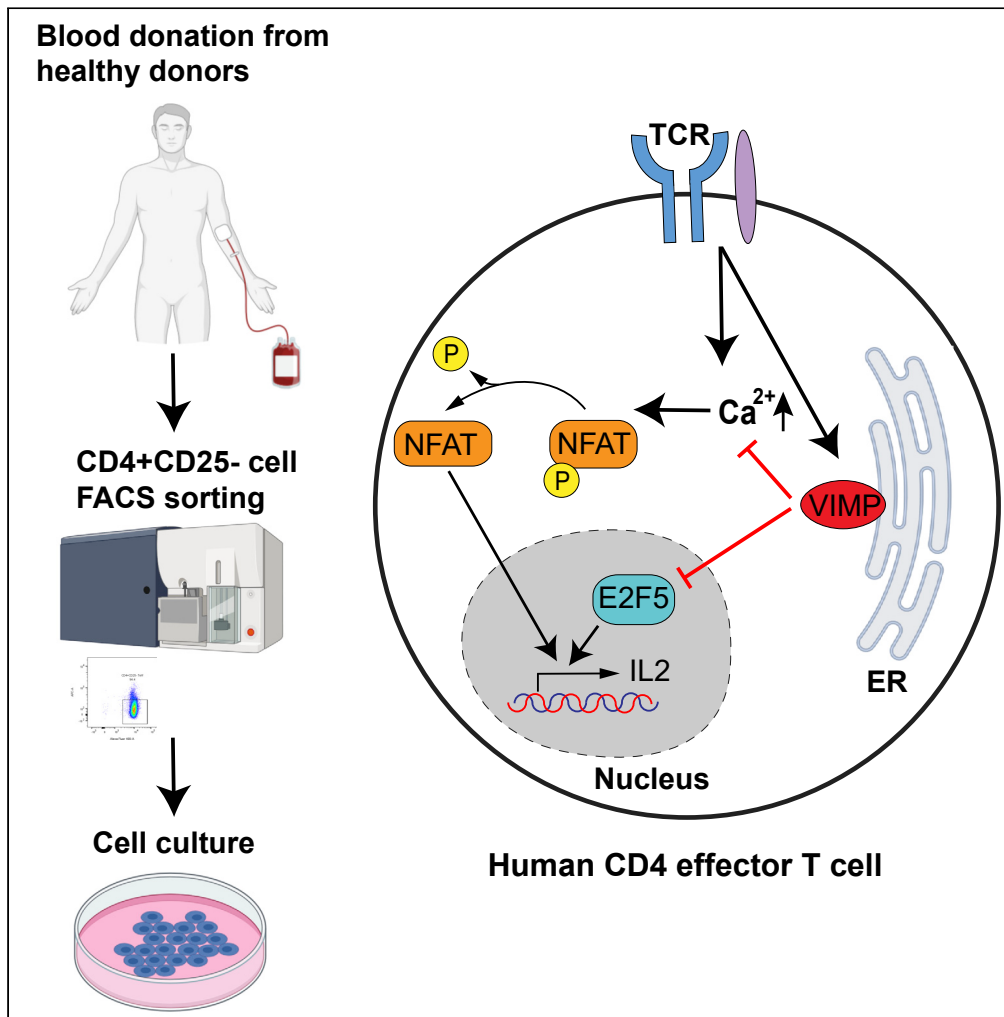 Blood donation from
healthy donors
CD4+CD25- cell
FACS sorting
Cell culture
TCR
Ca2+
P
NFAT
NFAT
P
VIMP
E2F5
IL2
ER
Nucleus
Human CD4 effector T cell